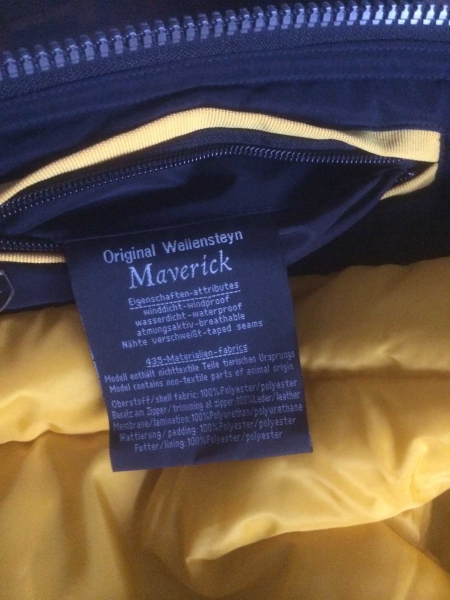 Original Wellensteyn
Maverick
Eigenschaften-attributes
winddicht-windproof
wasserdicht-waterproof
atmungsaktiv-breathable
Nähte verschweißt-taped seams
435-Materialien-fabrics
Modell enthält nichttextile Teile tierischen Ursprungs
Model contains non-textile parts of animal origin
Oberstoff/shell fabric: 100%Polyester/polyester
Besatz am Zipper/trimming at zipper 100%Leder/leather
Membrane/lamination:100%Polyurethan/polyurethane
Wattierung/padding: 100%Polyester/polyester
Futter/lining: 100%Polyester/polyester